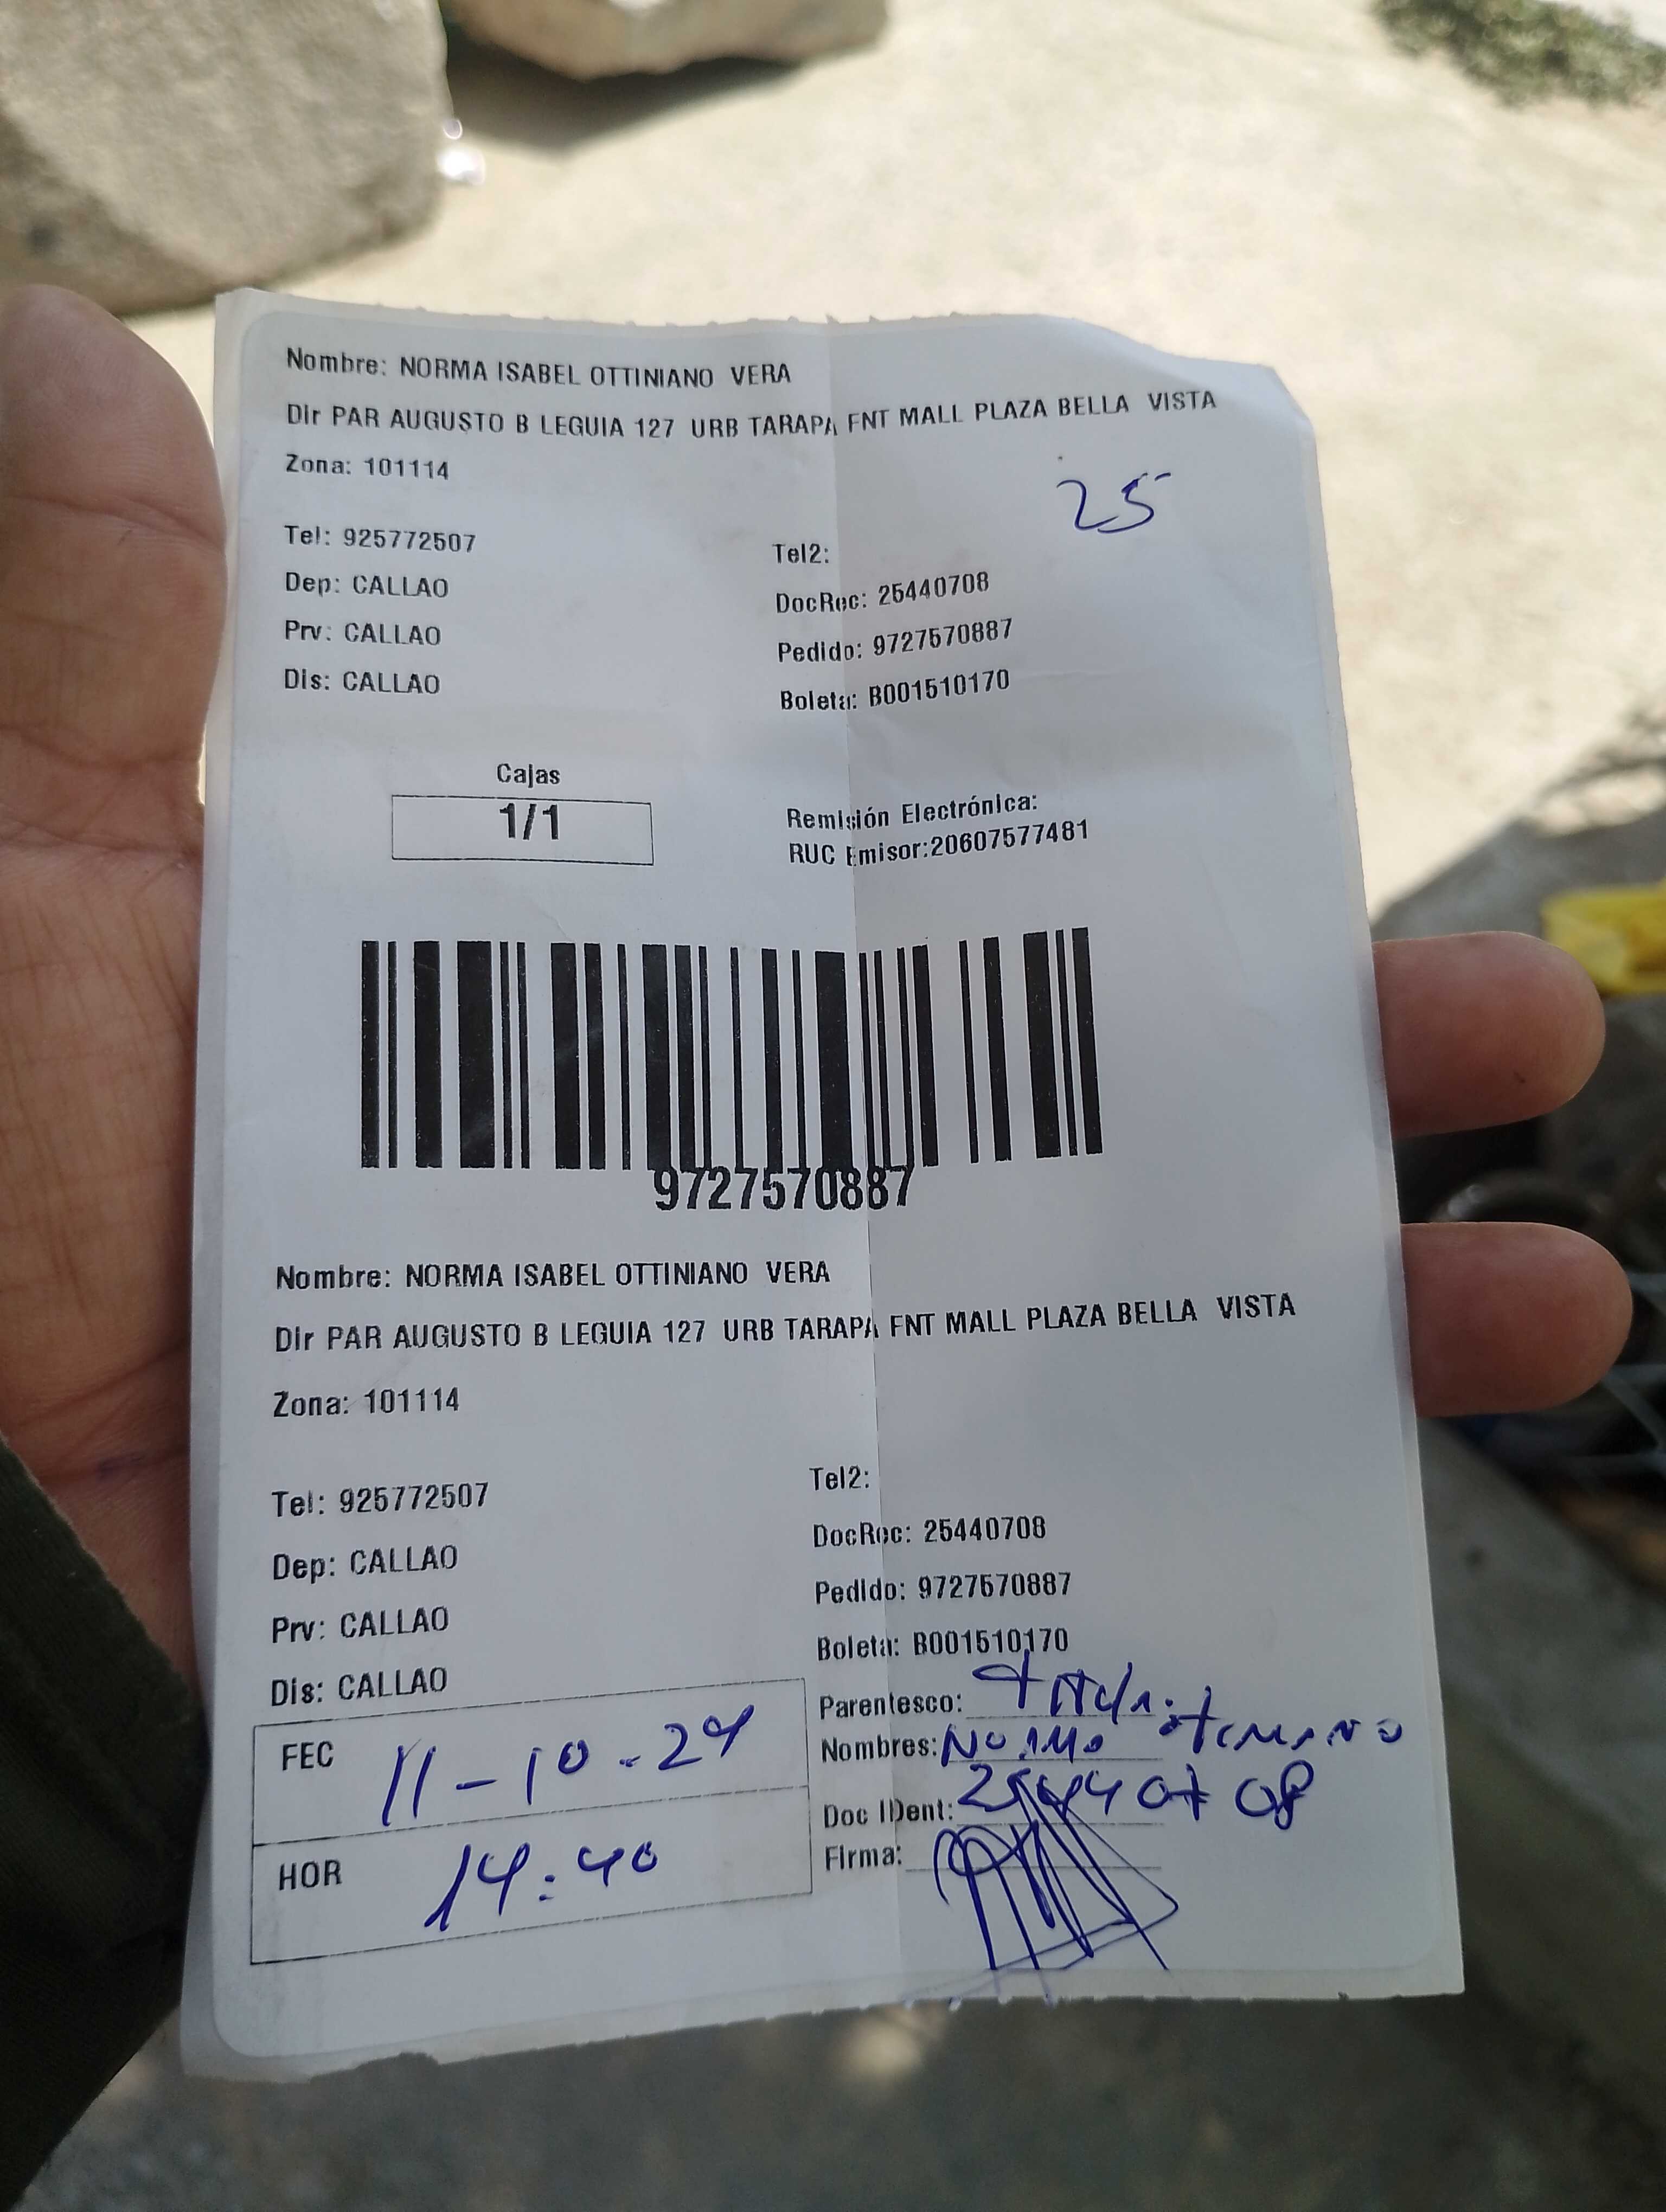 Nombre: NORMA ISABEL OTTINIANO VERA
Dir PAR AUGUSTO B LEGUIA 127 URB TARAPA FNT MALL PLAZA BELLA VISTA
Zona: 101114
25
Tel: 925772507
Tel2:
Dep: CALLAO
DocRec: 25440708
Prv: CALLAO
Pedido: 9727570887
Dis: CALLAO
Boleta: B001510170
Cajas
1/1
Remisión Electrónica:
RUC Emisor:20607577481
9727570887
Nombre: NORMA ISABEL OTTINIANO VERA
Dir PAR AUGUSTO B LEGUIA 127 URB TARAPA FNT MALL PLAZA BELLA VISTA
Zona: 101114
Tel: 925772507
Tel2:
Dep: CALLAO
DocRec: 25440708
Prv: CALLAO
Pedido: 9727570887
Dis: CALLAO
Boleta: B001510170
Parentesco:
Nombres: Norma
Doc IDent: 25440708
Firma:
FEC 11-10-24
HOR 14:40